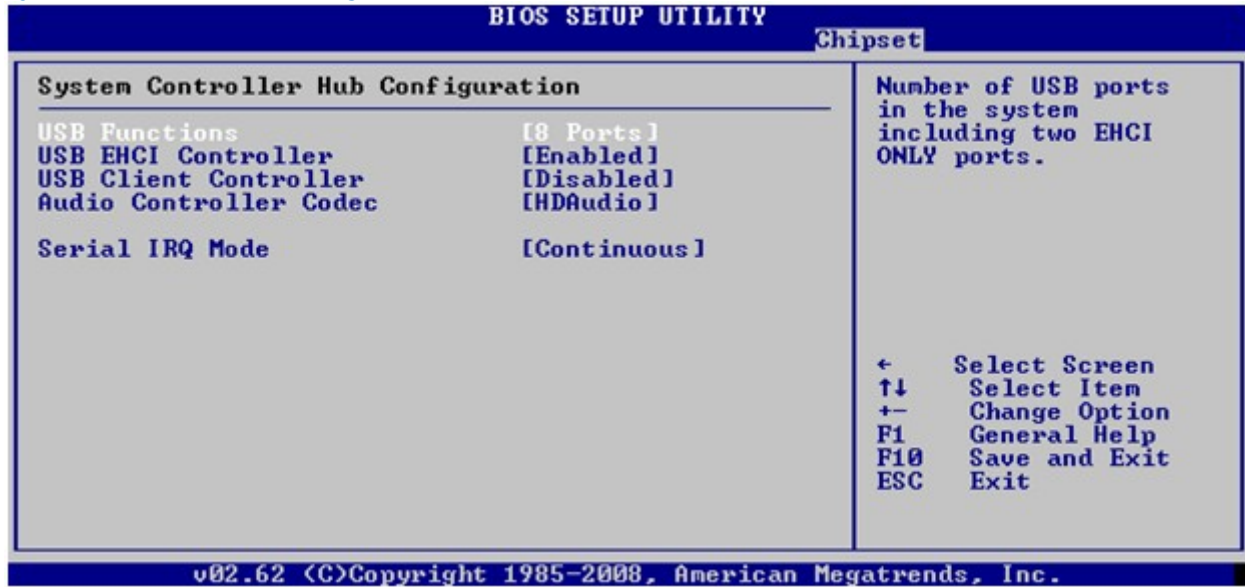 BIOS SETUP UTILITY
Chipset
System Controller Hub Configuration
USB Functions [8 Ports]
USB EHCI Controller [Enabled]
USB Client Controller [Disabled]
Audio Controller Codec [HDAudio]
Serial IRQ Mode [Continuous]
Number of USB ports
in the system
including two EHCI
ONLY ports.
← Select Screen
↑↓ Select Item
+- Change Option
F1 General Help
F10 Save and Exit
ESC Exit
v02.62 (C)Copyright 1985-2008, American Megatrends, Inc.